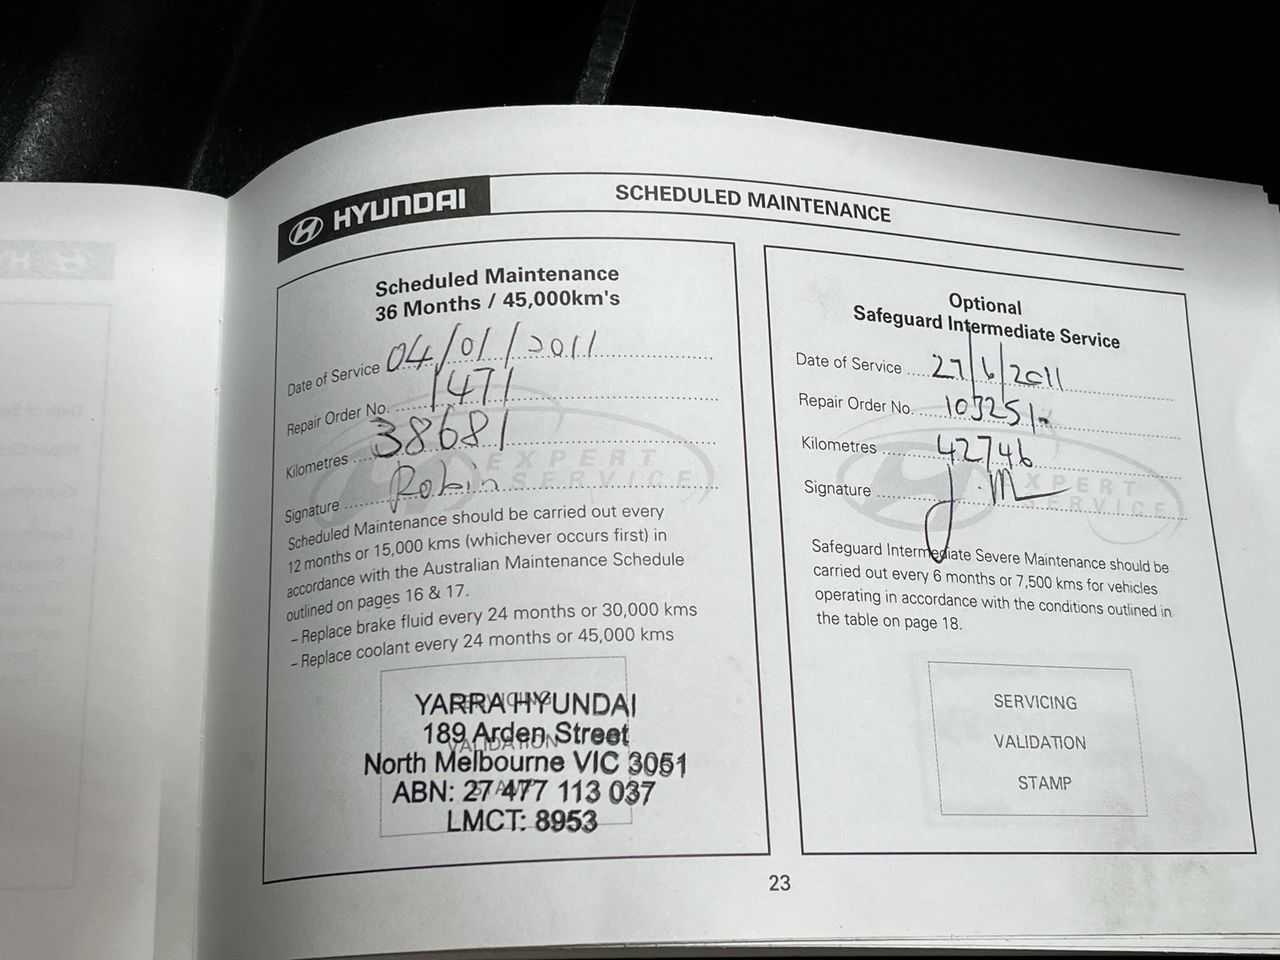 HYUNDAI
SCHEDULED MAINTENANCE
Scheduled Maintenance
36 Months / 45,000km's
Date of Service 04/01/2011
Repair Order No. 1471
Kilometres 38681
Signature Robin
EXPERT
SERVICE
Scheduled Maintenance should be carried out every
12 months or 15,000 kms (whichever occurs first) in
accordance with the Australian Maintenance Schedule
outlined on pages 16 & 17.
– Replace brake fluid every 24 months or 30,000 kms
– Replace coolant every 24 months or 45,000 kms
SERVICING
VALIDATION
STAMP
YARRA HYUNDAI
189 Arden Street
North Melbourne VIC 3051
ABN: 27 477 113 037
LMCT: 8953
Optional
Safeguard Intermediate Service
Date of Service 27/6/2011
Repair Order No. 103251
Kilometres 42746
Signature
EXPERT
SERVICE
Safeguard Intermediate Severe Maintenance should be
carried out every 6 months or 7,500 kms for vehicles
operating in accordance with the conditions outlined in
the table on page 18.
SERVICING
VALIDATION
STAMP
23